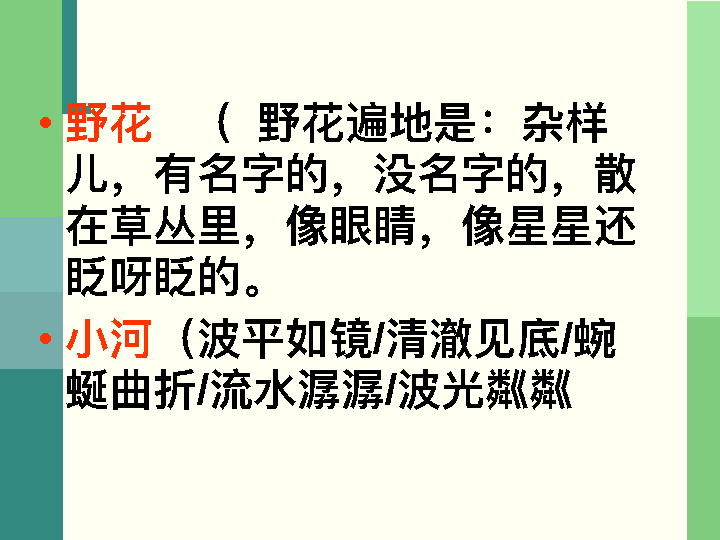 • 野花 （ 野花遍地是：杂样
儿，有名字的，没名字的，散
在草丛里，像眼睛，像星星还
眨呀眨的。
• 小河（波平如镜/清澈见底/蜿
蜒曲折/流水潺潺/波光粼粼